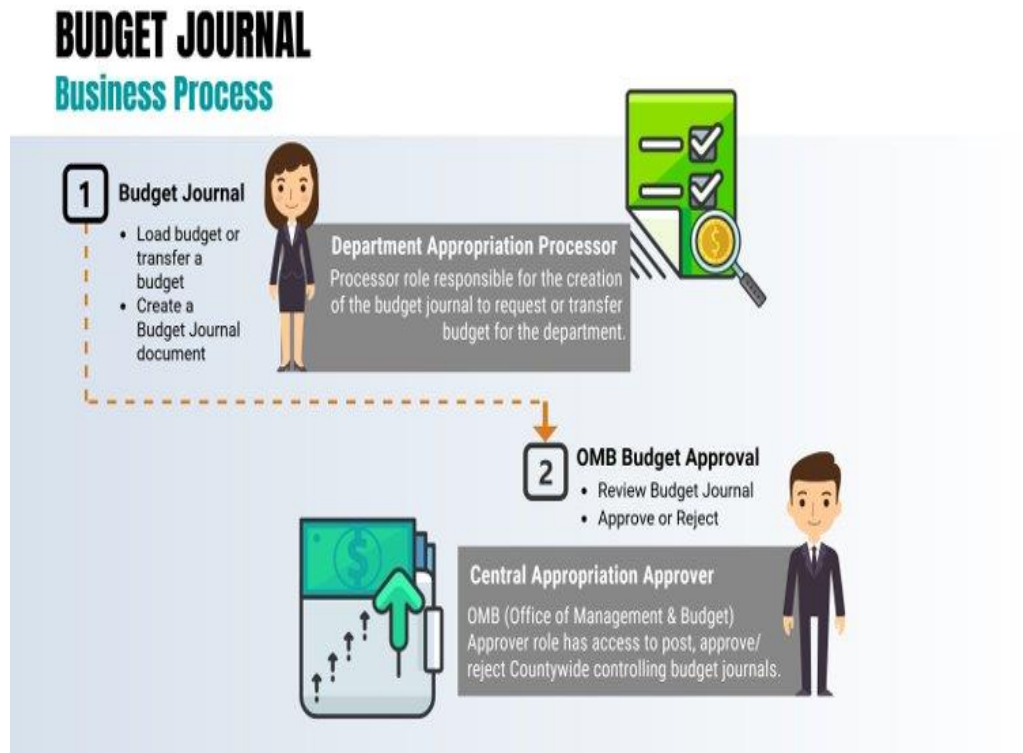 BUDGET JOURNAL
Business Process
1
Budget Journal
• Load budget or
transfer a
budget
• Create a
Budget Journal
document
Department Appropriation Processor
Processor role responsible for the creation
of the budget journal to request or transfer
budget for the department.
2
OMB Budget Approval
• Review Budget Journal
• Approve or Reject
Central Appropriation Approver
OMB (Office of Management & Budget)
Approver role has access to post, approve/
reject Countywide controlling budget journals.